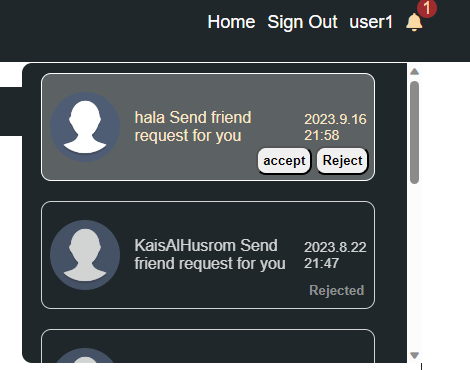 Home Sign Out user1 1
hala Send friend
request for you
2023.9.16
21:58
accept Reject
KaisAlHusrom Send
friend request for you
2023.8.22
21:47
Rejected